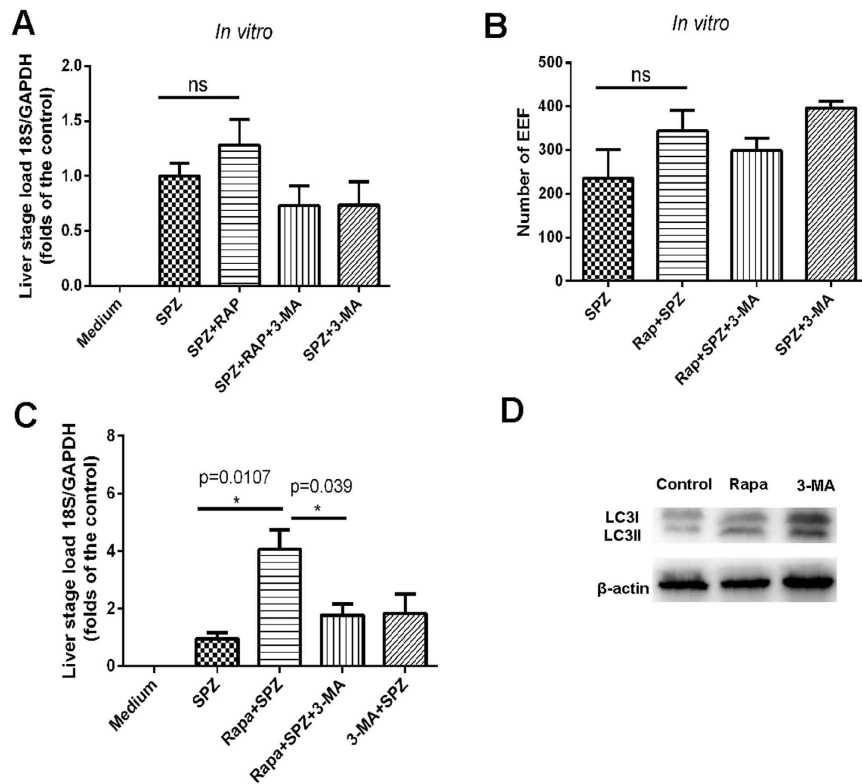 A
In vitro
Liver stage load 18S/GAPDH
(folds of the control)
2.0
1.5
1.0
0.5
0.0
ns
Medium
SPZ
SPZ+RAP
SPZ+RAP+3-MA
SPZ+3-MA
B
In vitro
Number of EEF
500
400
300
200
100
0
ns
SPZ
Rap+SPZ
Rap+SPZ+3-MA
SPZ+3-MA
C
Liver stage load 18S/GAPDH
(folds of the control)
8
6
4
2
0
p=0.0107
*
p=0.039
*
Medium
SPZ
Rapa+SPZ
Rapa+SPZ+3-MA
3-MA+SPZ
D
Control Rapa 3-MA
LC3I
LC3II
β-actin